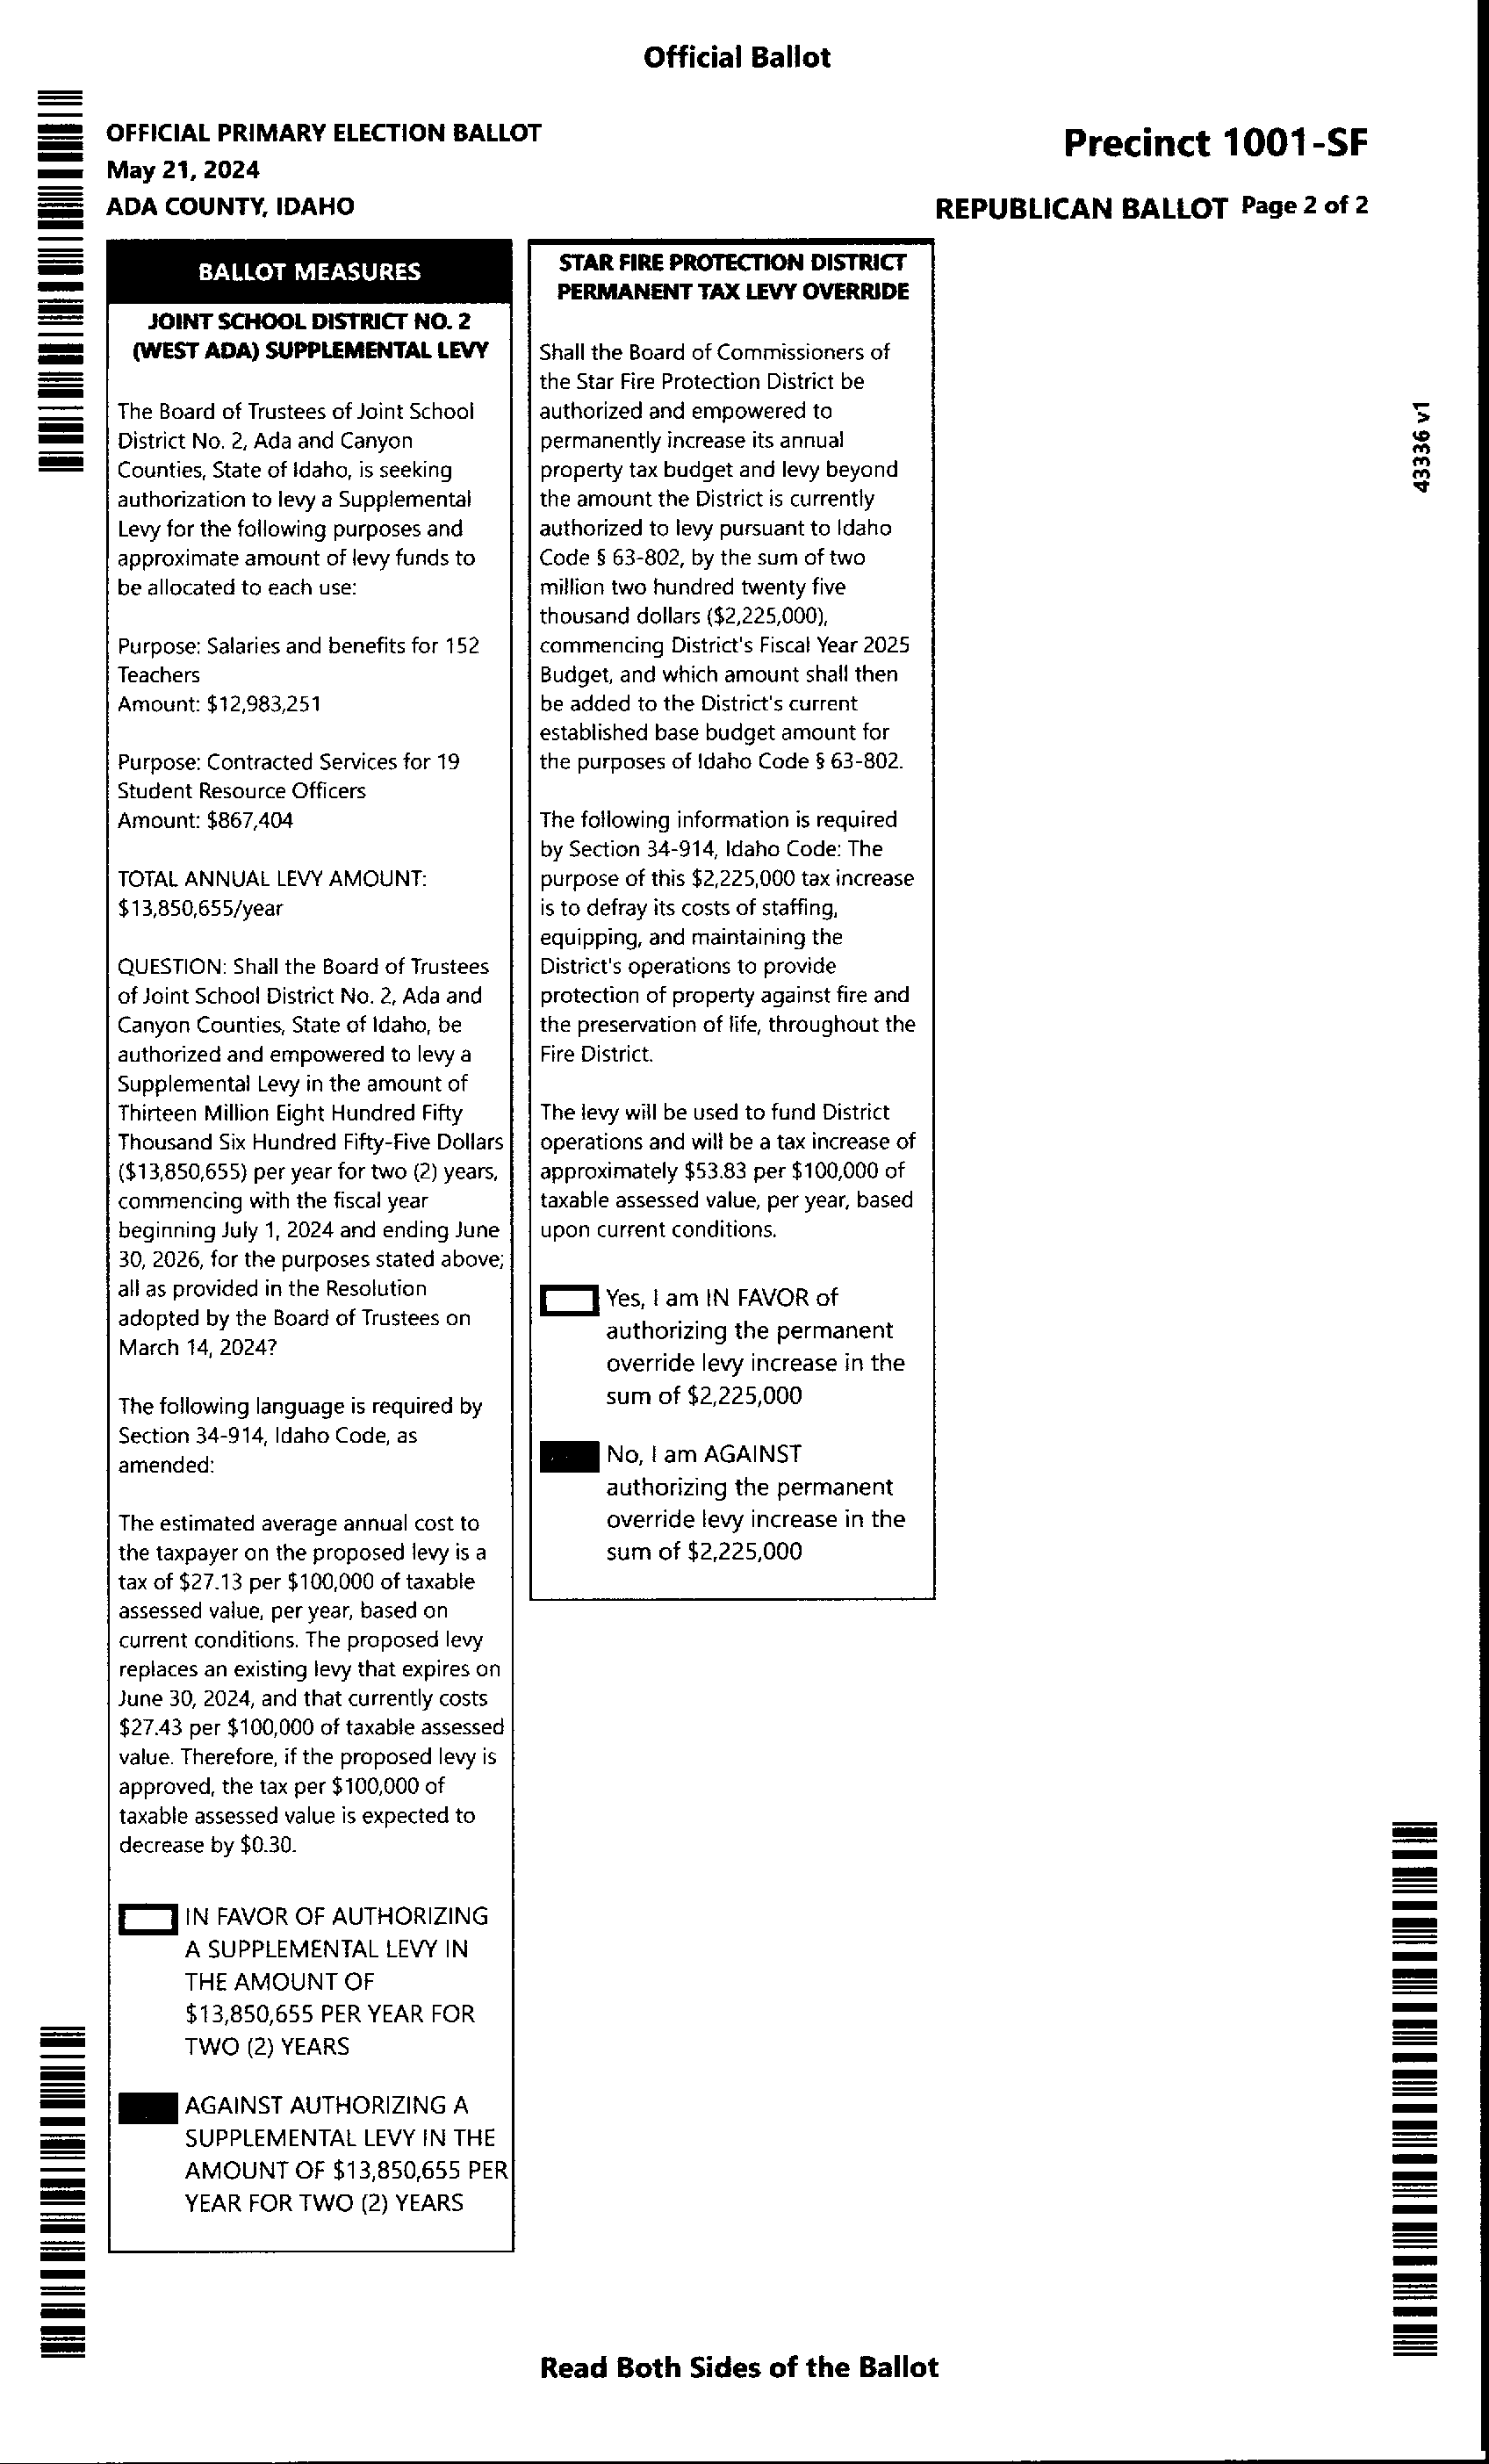 Official Ballot
OFFICIAL PRIMARY ELECTION BALLOT
May 21, 2024
ADA COUNTY, IDAHO
Precinct 1001-SF
REPUBLICAN BALLOT Page 2 of 2
BALLOT MEASURES
JOINT SCHOOL DISTRICT NO. 2
(WEST ADA) SUPPLEMENTAL LEVY
The Board of Trustees of Joint School
District No. 2, Ada and Canyon
Counties, State of Idaho, is seeking
authorization to levy a Supplemental
Levy for the following purposes and
approximate amount of levy funds to
be allocated to each use:
Purpose: Salaries and benefits for 152
Teachers
Amount: $12,983,251
Purpose: Contracted Services for 19
Student Resource Officers
Amount: $867,404
TOTAL ANNUAL LEVY AMOUNT:
$13,850,655/year
QUESTION: Shall the Board of Trustees
of Joint School District No. 2, Ada and
Canyon Counties, State of Idaho, be
authorized and empowered to levy a
Supplemental Levy in the amount of
Thirteen Million Eight Hundred Fifty
Thousand Six Hundred Fifty-Five Dollars
($13,850,655) per year for two (2) years,
commencing with the fiscal year
beginning July 1, 2024 and ending June
30, 2026, for the purposes stated above;
all as provided in the Resolution
adopted by the Board of Trustees on
March 14, 2024?
The following language is required by
Section 34-914, Idaho Code, as
amended:
The estimated average annual cost to
the taxpayer on the proposed levy is a
tax of $27.13 per $100,000 of taxable
assessed value, per year, based on
current conditions. The proposed levy
replaces an existing levy that expires on
June 30, 2024, and that currently costs
$27.43 per $100,000 of taxable assessed
value. Therefore, if the proposed levy is
approved, the tax per $100,000 of
taxable assessed value is expected to
decrease by $0.30.
IN FAVOR OF AUTHORIZING
A SUPPLEMENTAL LEVY IN
THE AMOUNT OF
$13,850,655 PER YEAR FOR
TWO (2) YEARS
AGAINST AUTHORIZING A
SUPPLEMENTAL LEVY IN THE
AMOUNT OF $13,850,655 PER
YEAR FOR TWO (2) YEARS
STAR FIRE PROTECTION DISTRICT
PERMANENT TAX LEVY OVERRIDE
Shall the Board of Commissioners of
the Star Fire Protection District be
authorized and empowered to
permanently increase its annual
property tax budget and levy beyond
the amount the District is currently
authorized to levy pursuant to Idaho
Code § 63-802, by the sum of two
million two hundred twenty five
thousand dollars ($2,225,000),
commencing District's Fiscal Year 2025
Budget, and which amount shall then
be added to the District's current
established base budget amount for
the purposes of Idaho Code § 63-802.
The following information is required
by Section 34-914, Idaho Code: The
purpose of this $2,225,000 tax increase
is to defray its costs of staffing,
equipping, and maintaining the
District's operations to provide
protection of property against fire and
the preservation of life, throughout the
Fire District.
The levy will be used to fund District
operations and will be a tax increase of
approximately $53.83 per $100,000 of
taxable assessed value, per year, based
upon current conditions.
Yes, I am IN FAVOR of
authorizing the permanent
override levy increase in the
sum of $2,225,000
No, I am AGAINST
authorizing the permanent
override levy increase in the
sum of $2,225,000
43336 v1
Read Both Sides of the Ballot